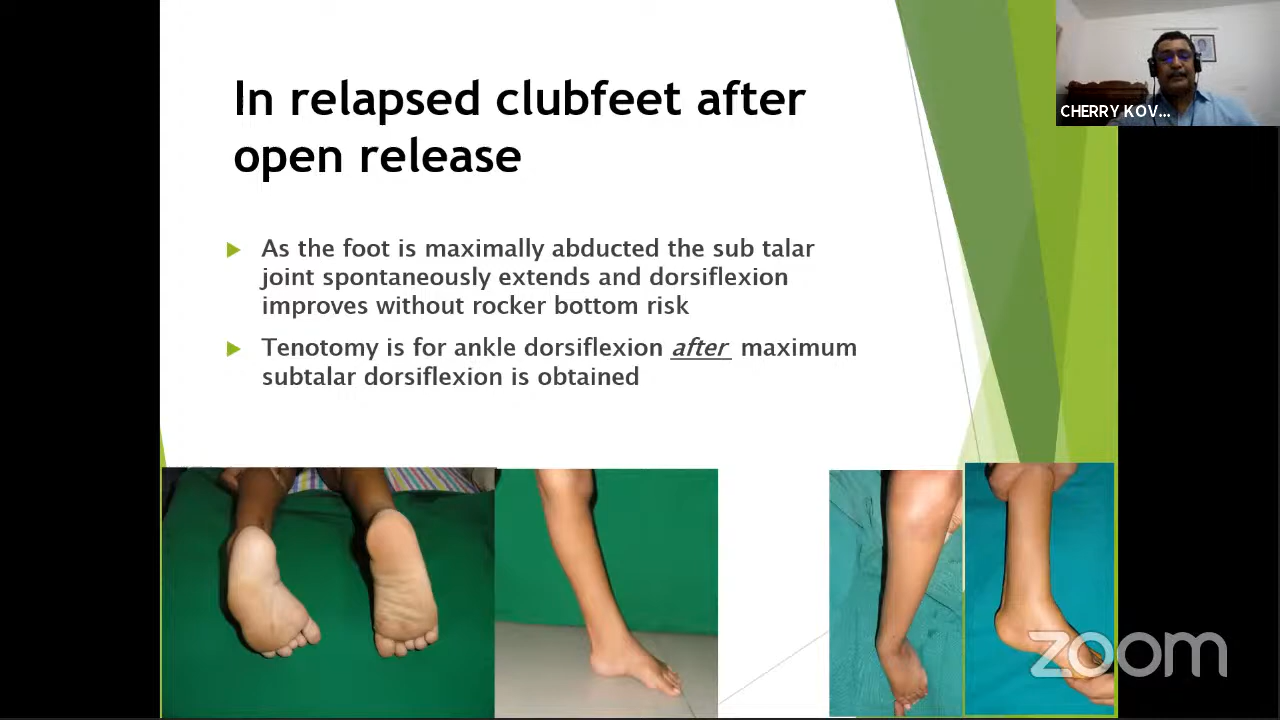 In relapsed clubfeet after
open release
As the foot is maximally abducted the sub talar
joint spontaneously extends and dorsiflexion
improves without rocker bottom risk
Tenotomy is for ankle dorsiflexion after maximum
subtalar dorsiflexion is obtained
CHERRY KOV...
zoom